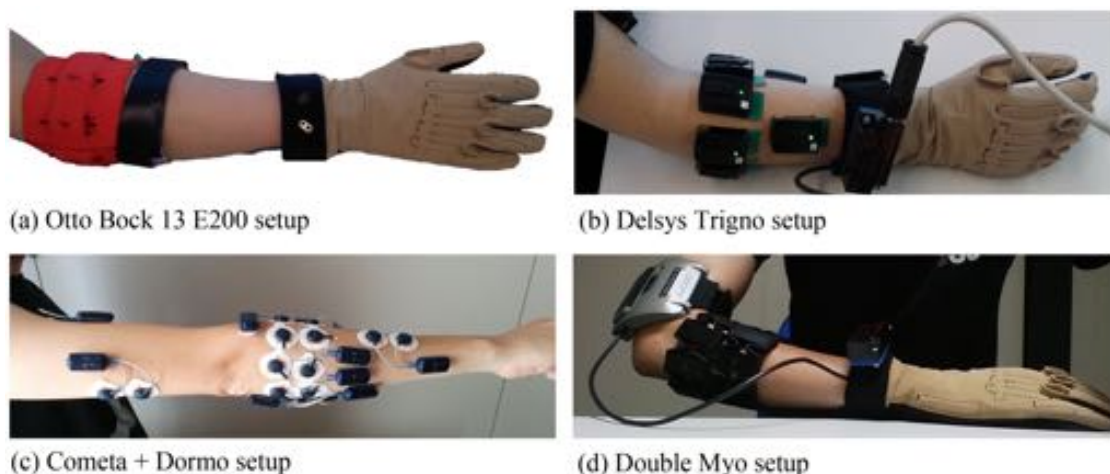 (a) Otto Bock 13 E200 setup
(b) Delsys Trigno setup
(c) Cometa + Dormo setup
(d) Double Myo setup